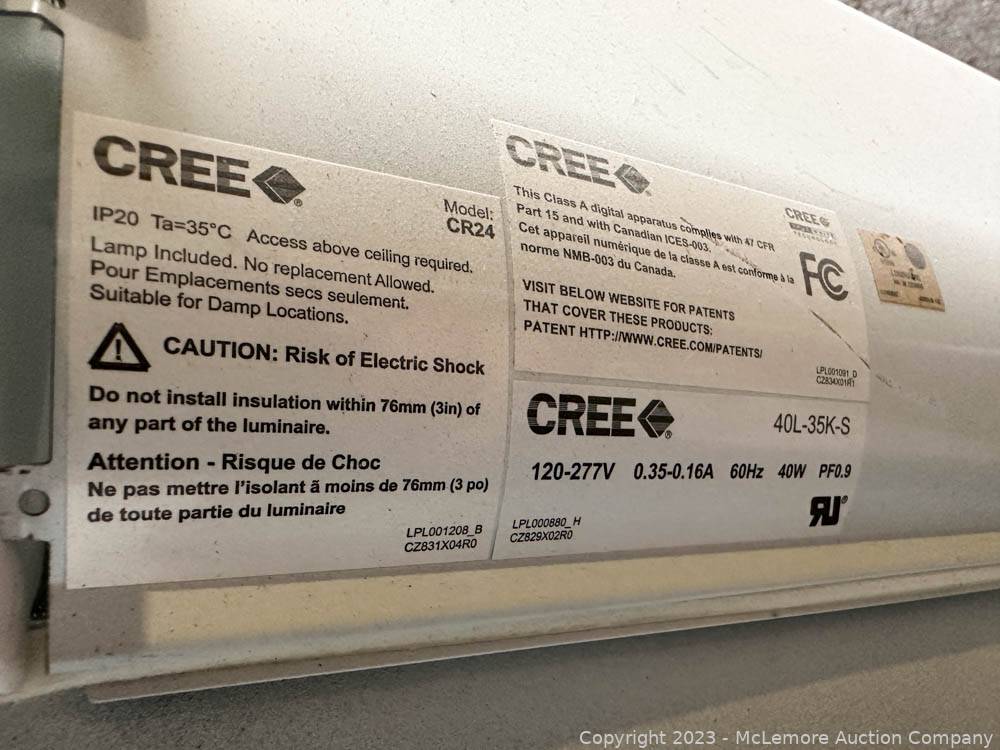 CREE®
Model:
CR24
IP20 Ta=35°C Access above ceiling required.
Lamp Included. No replacement Allowed.
Pour Emplacements secs seulement.
Suitable for Damp Locations.
CAUTION: Risk of Electric Shock
Do not install insulation within 76mm (3in) of
any part of the luminaire.
Attention - Risque de Choc
Ne pas mettre l'isolant ã moins de 76mm (3 po)
de toute partie du luminaire
LPL001208_B
CZ831X04R0
CREE
This Class A digital apparatus complies with 47 CFR
Part 15 and with Canadian ICES-003.
Cet appareil numérique de la classe A est conforme à la
norme NMB-003 du Canada.
CREE
TECHNOLOGY
FC
VISIT BELOW WEBSITE FOR PATENTS
THAT COVER THESE PRODUCTS:
PATENT HTTP://WWW.CREE.COM/PATENTS/
LPL001091_D
CZ834X01R1
CREE®
40L-35K-S
120-277V 0.35-0.16A 60Hz 40W PF0.9
RU®
LPL000880_H
CZ829X02R0
Copyright 2023 - McLemore Auction Company